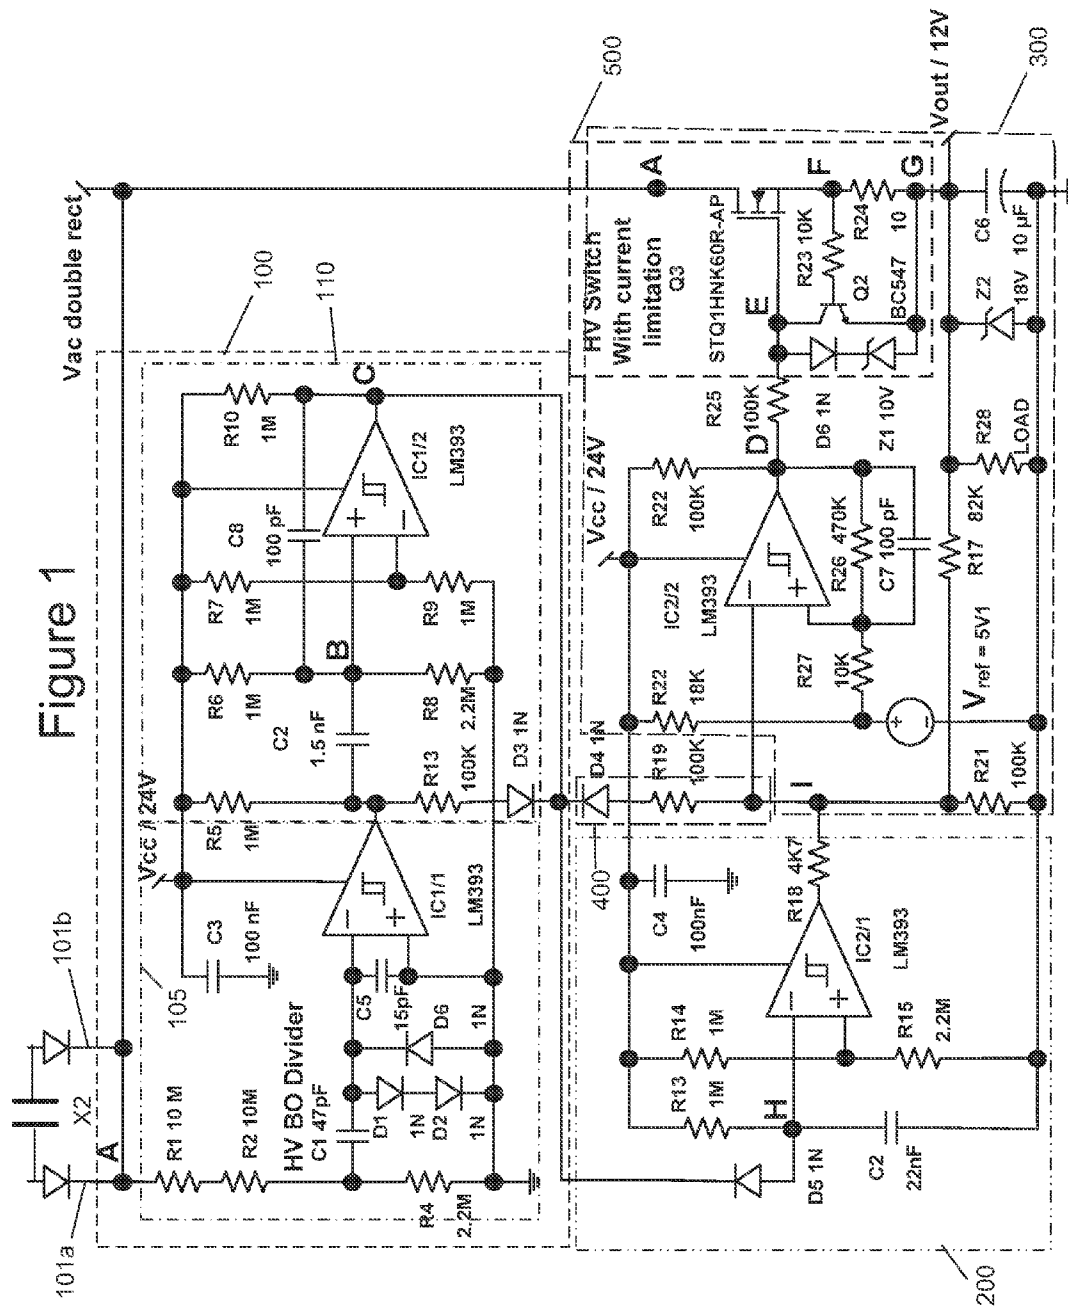 Figure 1
X2
101a
101b
A
Vac double rect
100
110
105
Vcc / 24V
C3
100 nF
R1 10 M
R2 10M
HV BO Divider
C1 47pF
R4
2.2M
D1
1N
D2
1N
D6
1N
C5
15pF
IC1/1
LM393
R5
1M
R13
100K
D3 1N
C2
1.5 nF
R6
1M
B
R8
2.2M
R7
1M
R9
1M
C8
100 pF
R10
1M
C
IC1/2
LM393
500
HV Switch
With current
limitation
Q3
A
STQ1HNK60R-AP
E
F
G
R23 10K
R24
10
Q2
BC547
D6 1N
Z1 10V
R25
100K
D
Vcc / 24V
R22
100K
IC2/2
LM393
R26 470K
C7 100 pF
R27
10K
R22
18K
Vref = 5V1
R17
82K
R28
LOAD
Z2
18V
C6
10 µF
Vout / 12V
300
400
D4 1N
R19
100K
I
R21
100K
C4
100nF
R18 4K7
IC2/1
LM393
R14
1M
R15
2.2M
R13
1M
H
D5 1N
C2
22nF
200